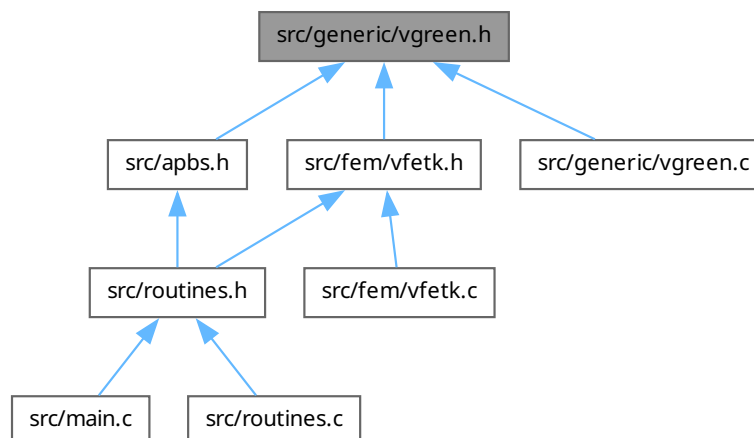 src/generic/vgreen.h
src/apbs.h
src/fem/vfetk.h
src/generic/vgreen.c
src/routines.h
src/fem/vfetk.c
src/main.c
src/routines.c